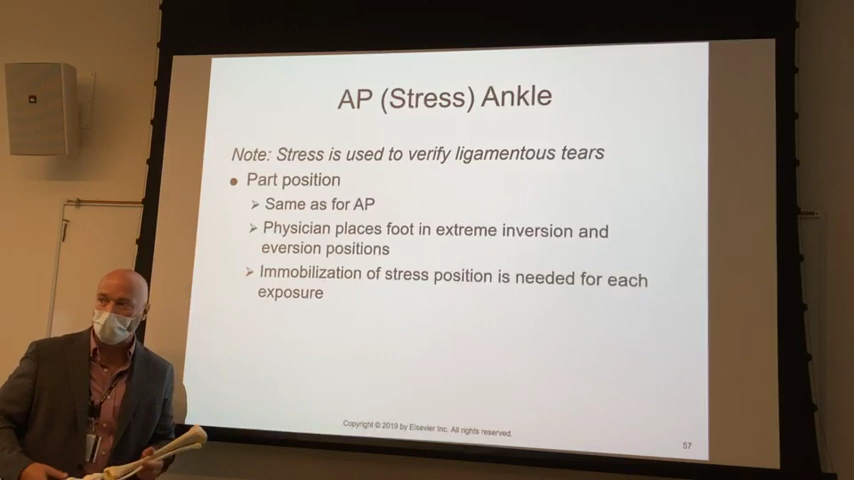 AP (Stress) Ankle
Note: Stress is used to verify ligamentous tears
● Part position
➢ Same as for AP
➢ Physician places foot in extreme inversion and
eversion positions
➢ Immobilization of stress position is needed for each
exposure
Copyright © 2019 by Elsevier Inc. All rights reserved.
57